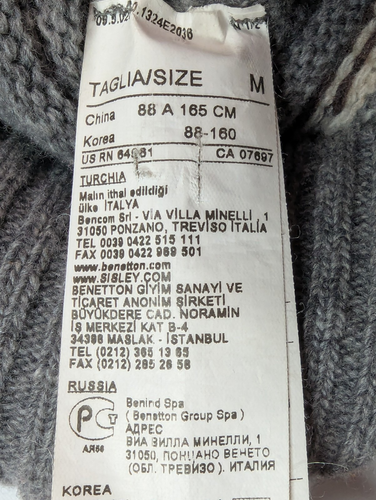 1324E2036
TAGLIA/SIZE M
China 88 A 165 CM
Korea 88-160
US RN CA 07697
TURCHIA
Malın ithal edildiği
ülke İTALYA
Bencom Srl - VIA VILLA MINELLI 1
31050 PONZANO, TREVISO İTALİA
TEL 0039 0422 515 111
FAX 0039 0422 969 501
www.benetton.com
www.SISLEY.COM
BENETTON GİYİM SANAYİ VE
TİCARET ANONİM ŞİRKETİ
BÜYÜKDERE CAD. NORAMİN
İŞ MERKEZİ KAT B-4
34398 MASLAK - İSTANBUL
TEL (0212) 365 13 65
FAX (0212) 285 26 58
RUSSIA
Benind Spa
( Benetton Group Spa )
АДРЕС
ВИА ВИЛЛА МИНЕЛЛИ, 1
31050, ПОНЦАНО ВЕНЕТО
(ОБЛ. ТРЕВИЗО ). ИТАЛИЯ
KOREA